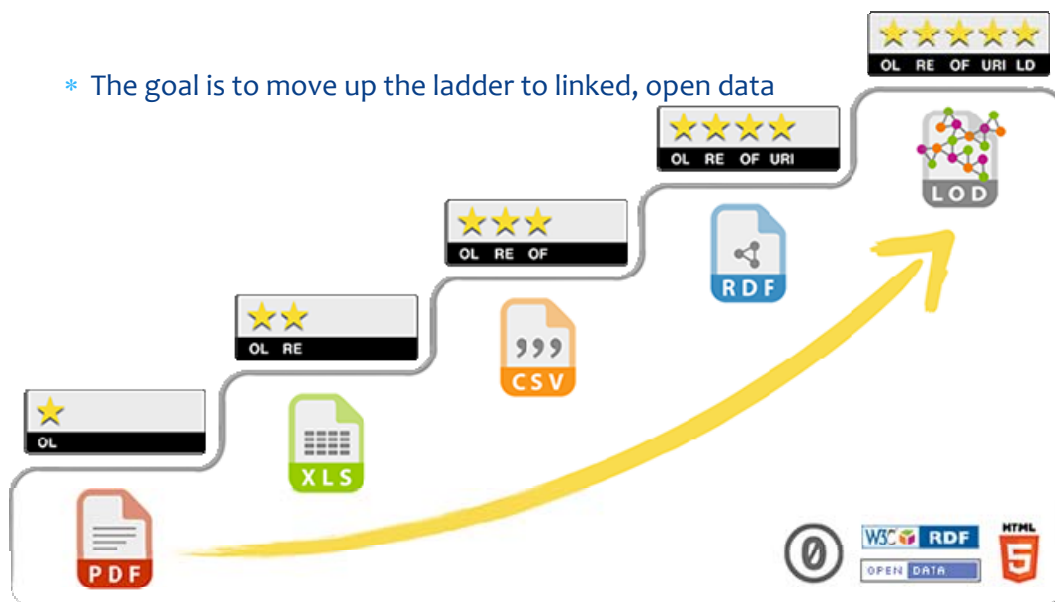 * The goal is to move up the ladder to linked, open data
OL RE OF URI LD
LOD
OL RE OF URI
RDF
OL RE OF
,,,
CSV
OL RE
XLS
OL
PDF
0
W3C RDF
OPEN DATA
HTML
5